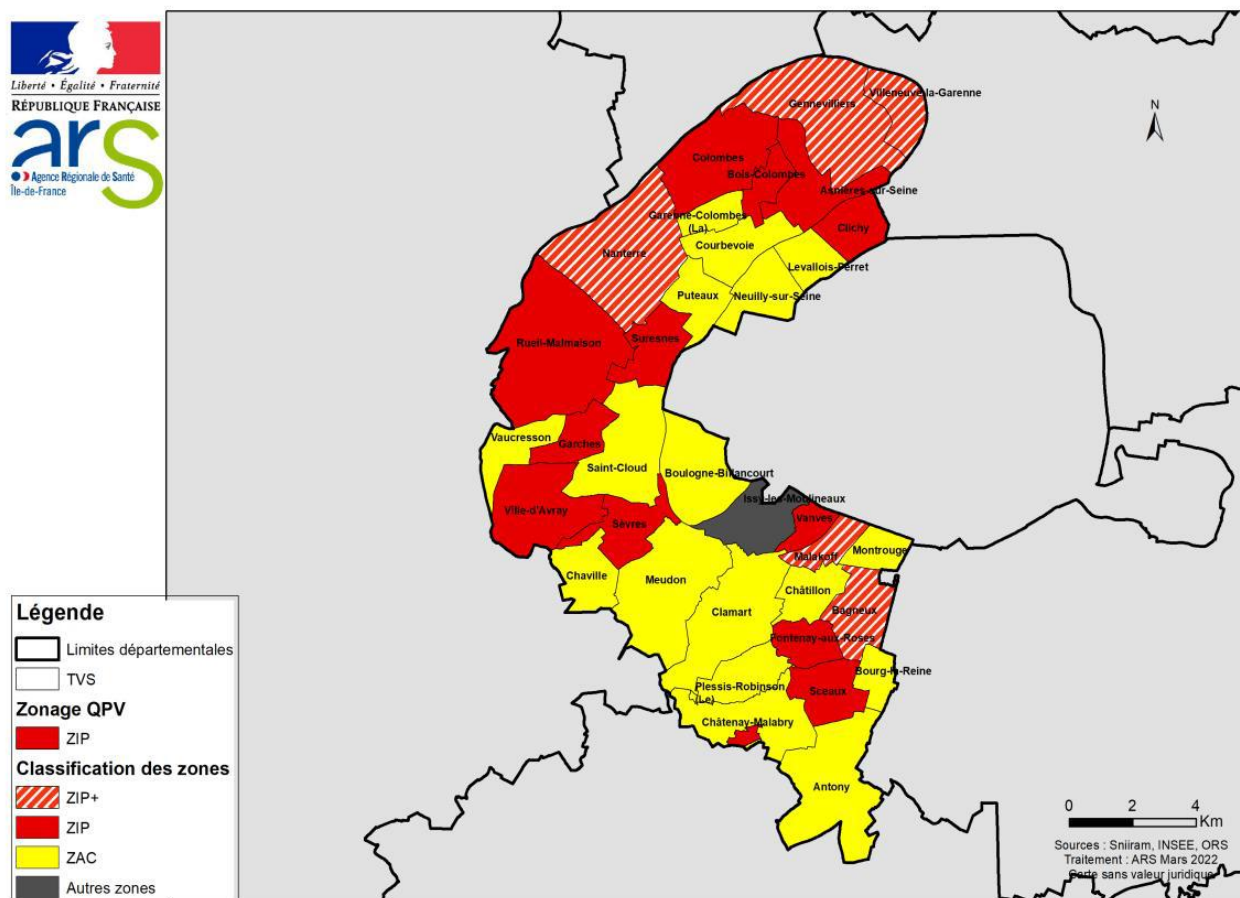 Liberté • Égalité • Fraternité
RÉPUBLIQUE FRANÇAISE
ars
Agence Régionale de Santé
Île-de-France
N
Villeneuve-la-Garenne
Gennevilliers
Colombes
Bois-Colombes
Asnières-sur-Seine
Garenne-Colombes
(La)
Clichy
Courbevoie
Nanterre
Levallois-Perret
Puteaux
Neuilly-sur-Seine
Rueil-Malmaison
Suresnes
Vaucresson
Garches
Saint-Cloud
Boulogne-Billancourt
Issy-les-Moulineaux
Ville-d'Avray
Sèvres
Vanves
Malakoff
Montrouge
Chaville
Meudon
Châtillon
Clamart
Bagneux
Fontenay-aux-Roses
Bourg-la-Reine
Plessis-Robinson
(Le)
Sceaux
Châtenay-Malabry
Antony
Légende
Limites départementales
TVS
Zonage QPV
ZIP
Classification des zones
ZIP+
ZIP
ZAC
Autres zones
0 2 4
Km
Sources : Sniiram, INSEE, ORS
Traitement : ARS Mars 2022
Carte sans valeur juridique